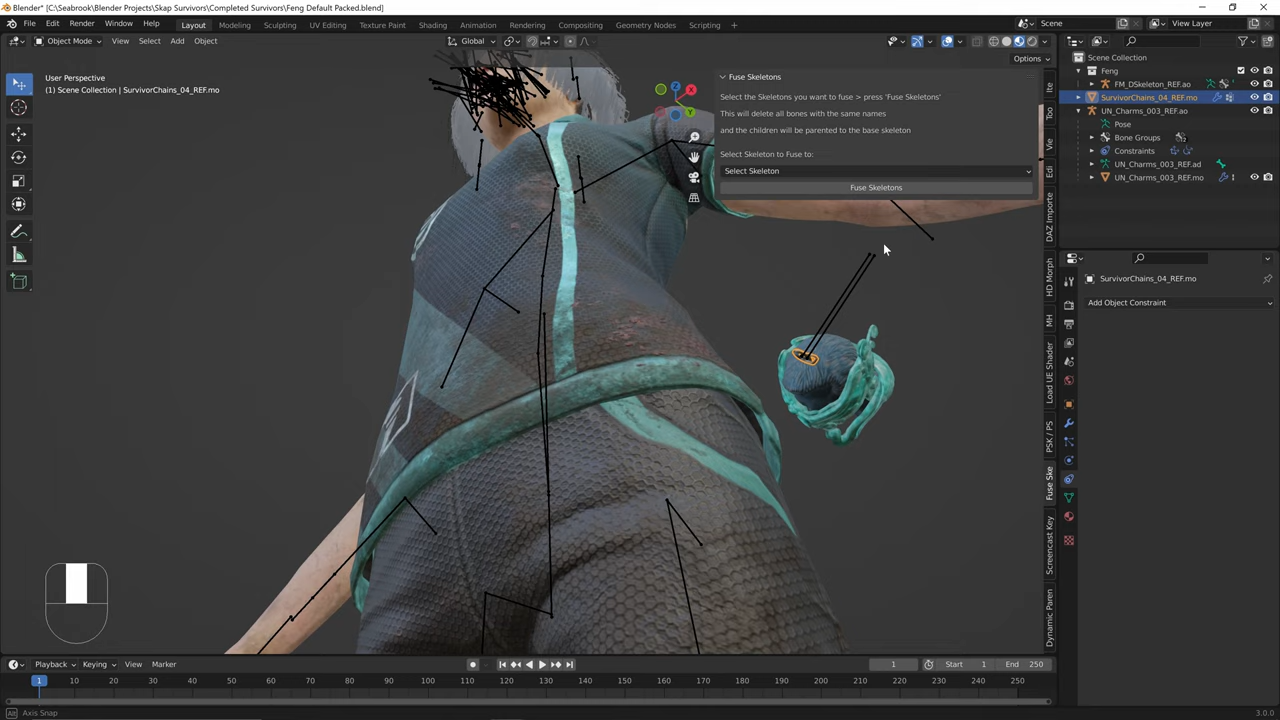 Blender* [C:\Seabrook\Blender Projects\Skap Survivors\Completed Survivors\Feng Default Packed.blend]
File Edit Render Window Help Layout Modeling Sculpting UV Editing Texture Paint Shading Animation Rendering Compositing Geometry Nodes Scripting + Scene View Layer
Object Mode View Select Add Object Global
Options
User Perspective
(1) Scene Collection | SurvivorChains_04_REF.mo
X
Y
Z
Fuse Skeletons
Select the Skeletons you want to fuse > press 'Fuse Skeletons'
This will delete all bones with the same names
and the children will be parented to the base skeleton
Select Skeleton to Fuse to:
Select Skeleton
Fuse Skeletons
Ite
Too
Vie
Edi
DAZ Importe
HD Morph
MH
Load UE Shader
PSK / PS
Fuse Ske
Screencast Key
Dynamic Paren
Scene Collection
Feng
FM_DSkeleton_REF.ao
SurvivorChains_04_REF.mo
UN_Charms_003_REF.ao
Pose
Bone Groups
Constraints
UN_Charms_003_REF.ad
UN_Charms_003_REF.mo
SurvivorChains_04_REF.mo
Add Object Constraint
Playback Keying View Marker 1 Start 1 End 250
1 10 20 30 40 50 60 70 80 90 100 110 120 130 140 150 160 170 180 190 200 210 220 230 240 250
Alt Axis Snap 3.0.0